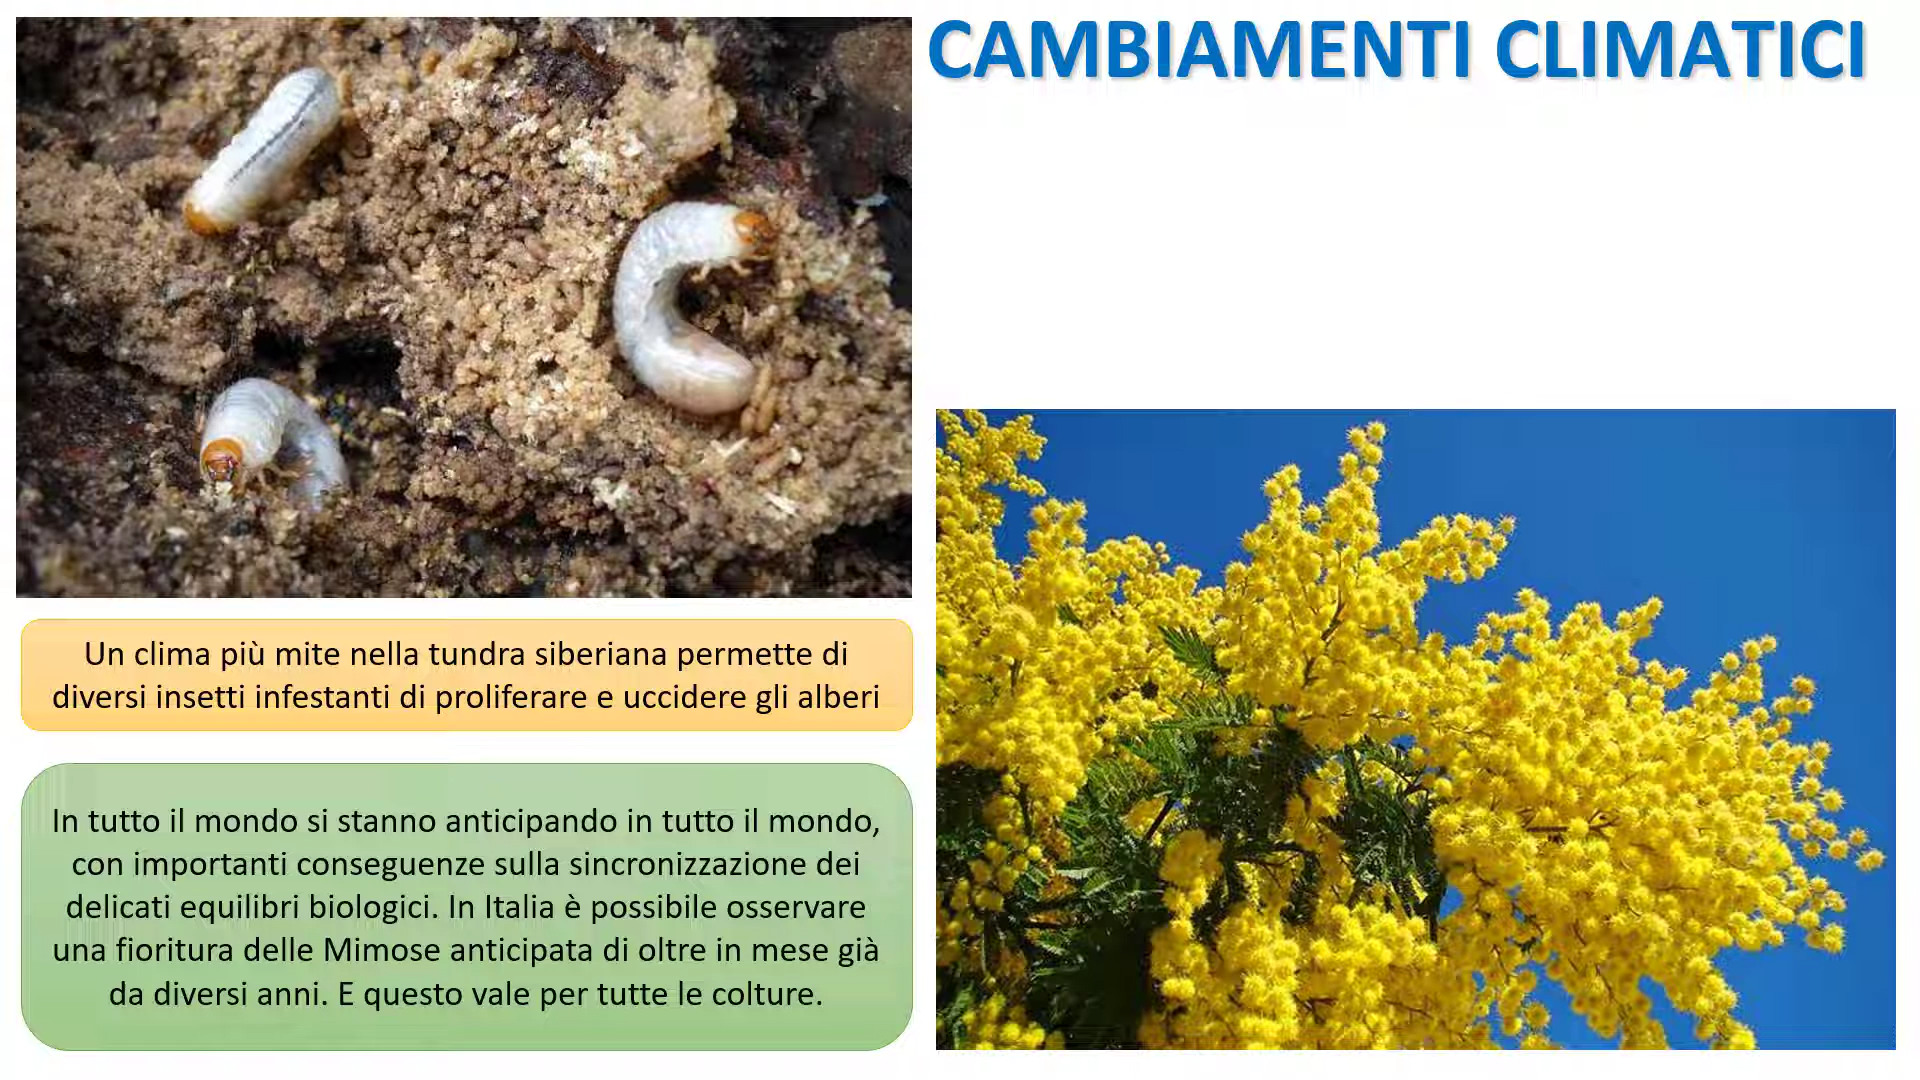 CAMBIAMENTI CLIMATICI
Un clima più mite nella tundra siberiana permette di
diversi insetti infestanti di proliferare e uccidere gli alberi
In tutto il mondo si stanno anticipando in tutto il mondo,
con importanti conseguenze sulla sincronizzazione dei
delicati equilibri biologici. In Italia è possibile osservare
una fioritura delle Mimose anticipata di oltre in mese già
da diversi anni. E questo vale per tutte le colture.